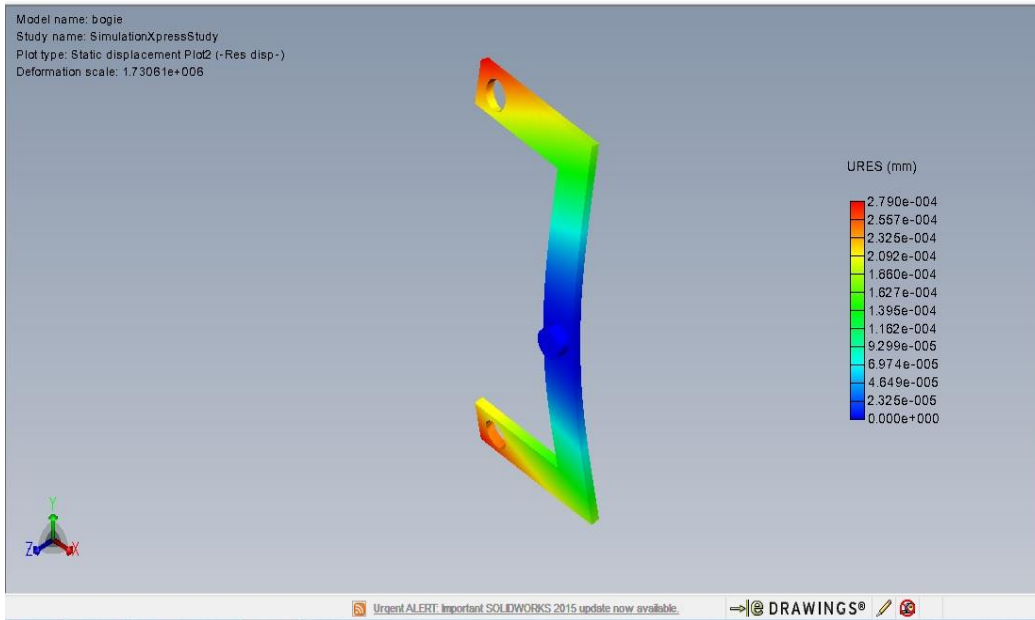 Model name: bogie
Study name: SimulationXpressStudy
Plot type: Static displacement Plot2 (-Res disp-)
Deformation scale: 1.73061e+006
URES (mm)
2.790e-004
2.557e-004
2.325e-004
2.092e-004
1.860e-004
1.627e-004
1.395e-004
1.162e-004
9.299e-005
6.974e-005
4.649e-005
2.325e-005
0.000e+000
Y
Z
X
Urgent ALERT: Important SOLIDWORKS 2015 update now available.
e DRAWINGS®